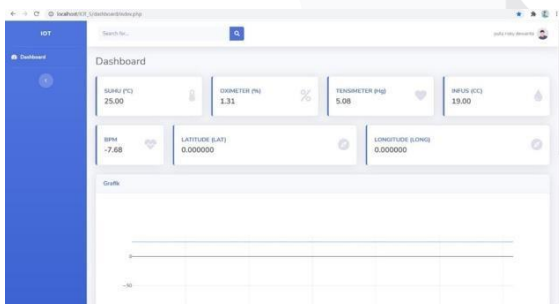 localhost/IOT_1/dashboard/index.php
IOT
Search for...
Dashboard
Dashboard
SUHU (°C)
25.00
OXIMETER (%)
1.31
TENSIMETER (Hg)
5.08
INFUS (CC)
19.00
BPM
-7.68
LATITUDE (LAT)
0.000000
LONGITUDE (LONG)
0.000000
Grafik
0
-50